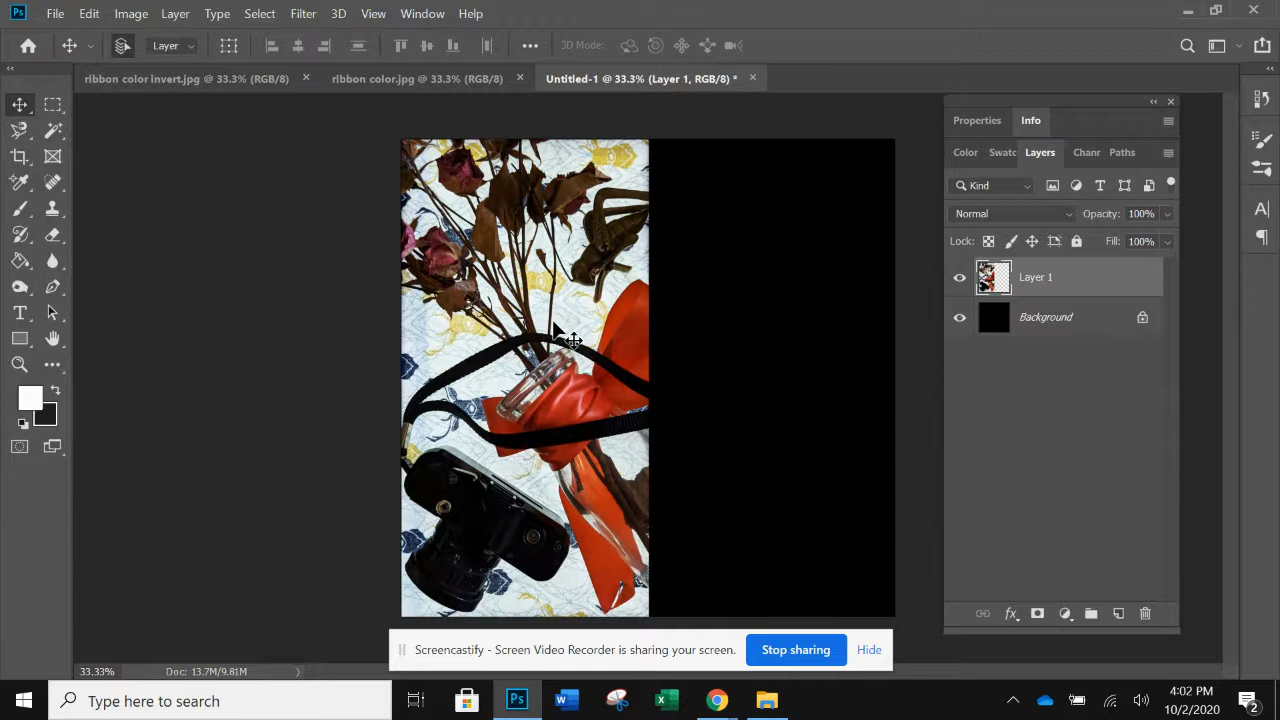 Ps File Edit Image Layer Type Select Filter 3D View Window Help
Layer 3D Mode:
ribbon color invert.jpg @ 33.3% (RGB/8) ribbon color.jpg @ 33.3% (RGB/8) Untitled-1 @ 33.3% (Layer 1, RGB/8) *
Properties Info
Color Swatc Layers Chanr Paths
Kind
Normal Opacity: 100%
Lock: Fill: 100%
Layer 1
Background
Screencastify - Screen Video Recorder is sharing your screen. Stop sharing Hide
33.33% Doc: 13.7M/9.81M
Type here to search
4:02 PM
10/2/2020
2